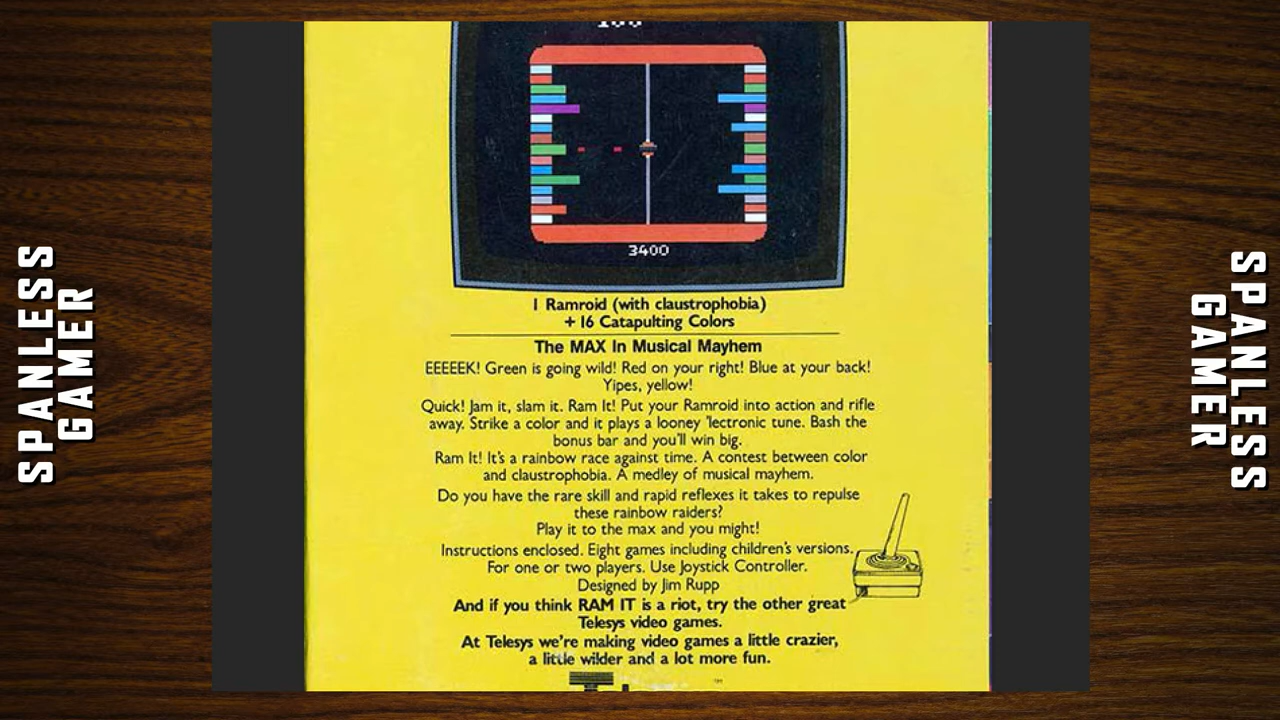 3400
1 Ramroid (with claustrophobia)
+ 16 Catapulting Colors
The MAX In Musical Mayhem
EEEEEK! Green is going wild! Red on your right! Blue at your back!
Yipes, yellow!
Quick! Jam it, slam it. Ram It! Put your Ramroid into action and rifle
away. Strike a color and it plays a looney 'lectronic tune. Bash the
bonus bar and you'll win big.
Ram It! It's a rainbow race against time. A contest between color
and claustrophobia. A medley of musical mayhem.
Do you have the rare skill and rapid reflexes it takes to repulse
these rainbow raiders?
Play it to the max and you might!
Instructions enclosed. Eight games including children's versions.
For one or two players. Use Joystick Controller.
Designed by Jim Rupp
And if you think RAM IT is a riot, try the other great
Telesys video games.
At Telesys we're making video games a little crazier,
a little wilder and a lot more fun.
SPANLESS
GAMER
SPANLESS
GAMER